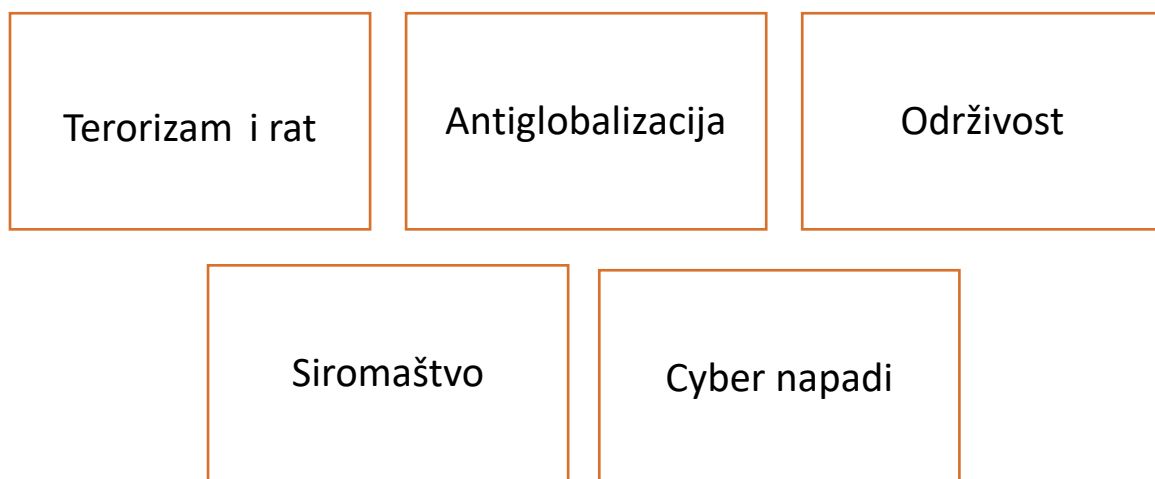 Terorizam i rat
Antiglobalizacija
Održivost
Siromaštvo
Cyber napadi